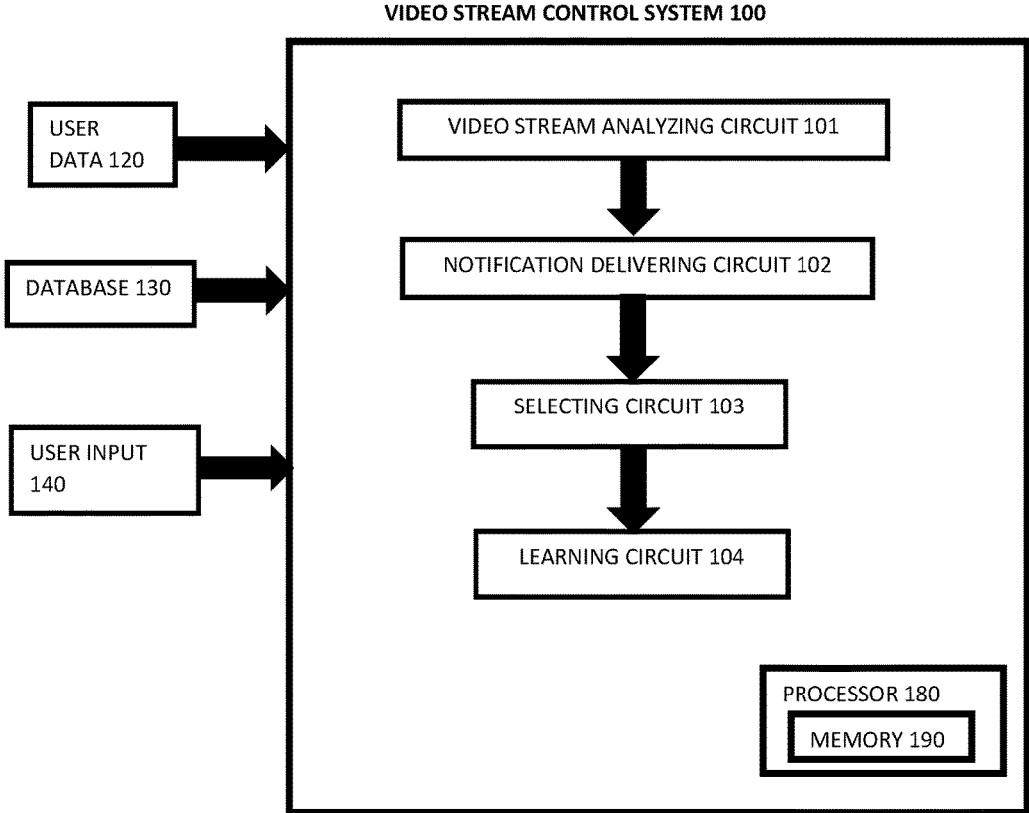 VIDEO STREAM CONTROL SYSTEM 100
USER
DATA 120
DATABASE 130
USER INPUT
140
VIDEO STREAM ANALYZING CIRCUIT 101
NOTIFICATION DELIVERING CIRCUIT 102
SELECTING CIRCUIT 103
LEARNING CIRCUIT 104
PROCESSOR 180
MEMORY 190